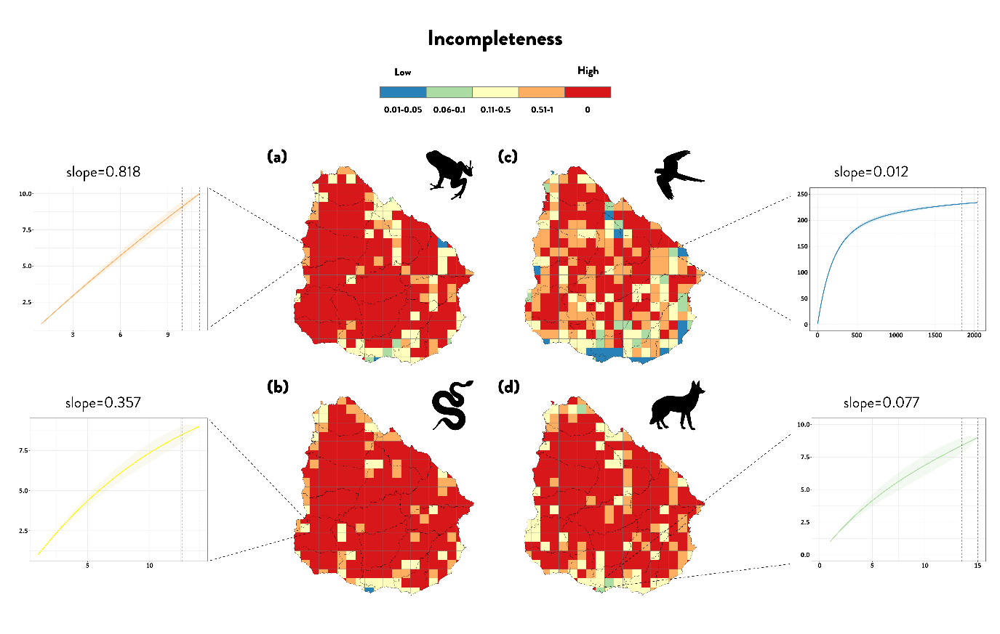 Incompleteness
Low High
0.01-0.05 0.06-0.1 0.11-0.5 0.51-1 0
(a)
slope=0.818
10.0
7.5
5.0
2.5
3 6 9
(c)
slope=0.012
250
200
150
100
50
0
0 500 1000 1500 2000
(b)
slope=0.357
7.5
5.0
2.5
5 10
(d)
slope=0.077
10.0
7.5
5.0
2.5
0.0
0 5 10 15